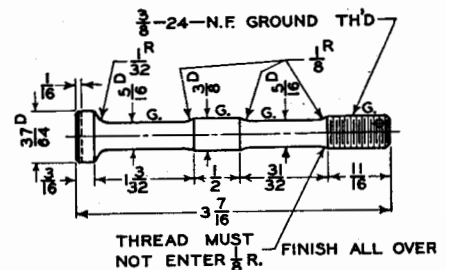 3/8-24-N.F. GROUND TH'D
1/16
1/32 R
5/16 D
G.
3/8 D
G.
5/16 D
1/8 R
G.
37/64 D
3/16
1 3/32
1/2
31/32
11/16
3 7/16
THREAD MUST
NOT ENTER 1/8 R.
FINISH ALL OVER